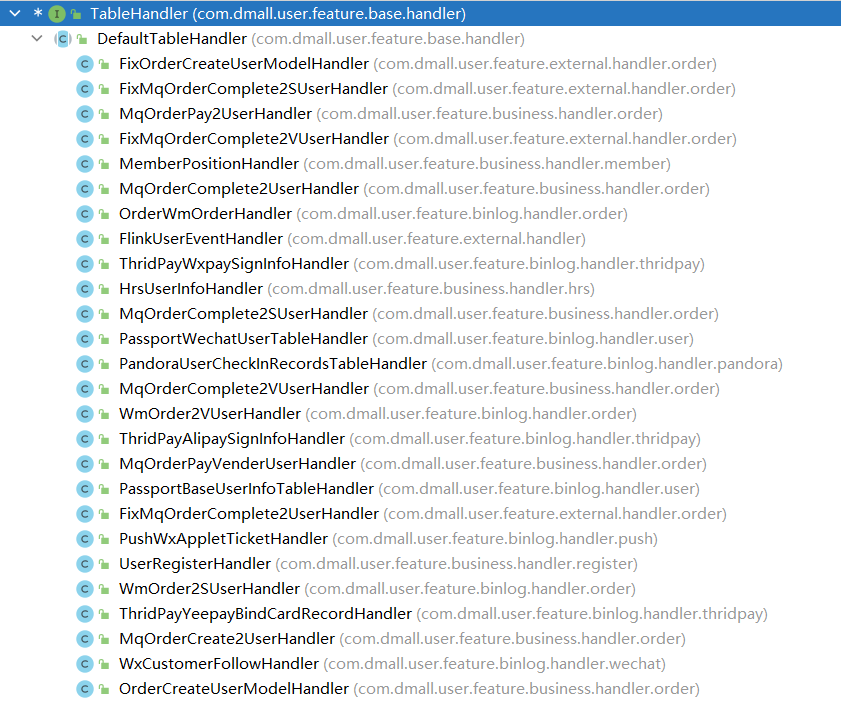 * I TableHandler (com.dmall.user.feature.base.handler)
C DefaultTableHandler (com.dmall.user.feature.base.handler)
C FixOrderCreateUserModelHandler (com.dmall.user.feature.external.handler.order)
C FixMqOrderComplete2SUserHandler (com.dmall.user.feature.external.handler.order)
C MqOrderPay2UserHandler (com.dmall.user.feature.business.handler.order)
C FixMqOrderComplete2VUserHandler (com.dmall.user.feature.external.handler.order)
C MemberPositionHandler (com.dmall.user.feature.business.handler.member)
C MqOrderComplete2UserHandler (com.dmall.user.feature.business.handler.order)
C OrderWmOrderHandler (com.dmall.user.feature.binlog.handler.order)
C FlinkUserEventHandler (com.dmall.user.feature.external.handler)
C ThridPayWxpaySignInfoHandler (com.dmall.user.feature.binlog.handler.thridpay)
C HrsUserInfoHandler (com.dmall.user.feature.business.handler.hrs)
C MqOrderComplete2SUserHandler (com.dmall.user.feature.business.handler.order)
C PassportWechatUserTableHandler (com.dmall.user.feature.binlog.handler.user)
C PandoraUserCheckInRecordsTableHandler (com.dmall.user.feature.binlog.handler.pandora)
C MqOrderComplete2VUserHandler (com.dmall.user.feature.business.handler.order)
C WmOrder2VUserHandler (com.dmall.user.feature.binlog.handler.order)
C ThridPayAlipaySignInfoHandler (com.dmall.user.feature.binlog.handler.thridpay)
C MqOrderPayVenderUserHandler (com.dmall.user.feature.business.handler.order)
C PassportBaseUserInfoTableHandler (com.dmall.user.feature.binlog.handler.user)
C FixMqOrderComplete2UserHandler (com.dmall.user.feature.external.handler.order)
C PushWxAppletTicketHandler (com.dmall.user.feature.binlog.handler.push)
C UserRegisterHandler (com.dmall.user.feature.business.handler.register)
C WmOrder2SUserHandler (com.dmall.user.feature.binlog.handler.order)
C ThridPayYeepayBindCardRecordHandler (com.dmall.user.feature.binlog.handler.thridpay)
C MqOrderCreate2UserHandler (com.dmall.user.feature.business.handler.order)
C WxCustomerFollowHandler (com.dmall.user.feature.binlog.handler.wechat)
C OrderCreateUserModelHandler (com.dmall.user.feature.business.handler.order)